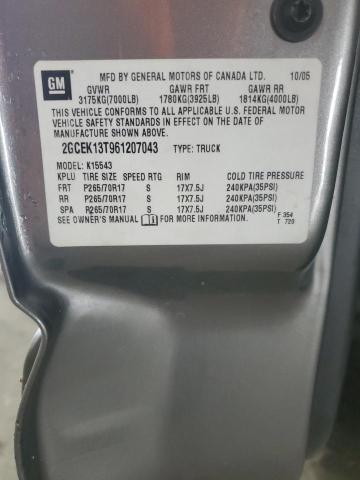 GM
MFD BY GENERAL MOTORS OF CANADA LTD. 10/05
GVWR GAWR FRT GAWR RR
3175KG(7000LB) 1780KG(3925LB) 1814KG(4000LB)
THIS VEHICLE CONFORMS TO ALL APPLICABLE U.S. FEDERAL MOTOR
VEHICLE SAFETY STANDARDS IN EFFECT ON THE DATE OF
MANUFACTURE SHOWN ABOVE.
2GCEK13T961207043 TYPE: TRUCK
MODEL: K15543
KPLU TIRE SIZE SPEED RTG RIM COLD TIRE PRESSURE
FRT P265/70R17 S 17X7.5J 240KPA(35PSI)
RR P265/70R17 S 17X7.5J 240KPA(35PSI)
SPA P265/70R17 S 17X7.5J 240KPA(35PSI)
SEE OWNER'S MANUAL FOR MORE INFORMATION. F 354
T 720